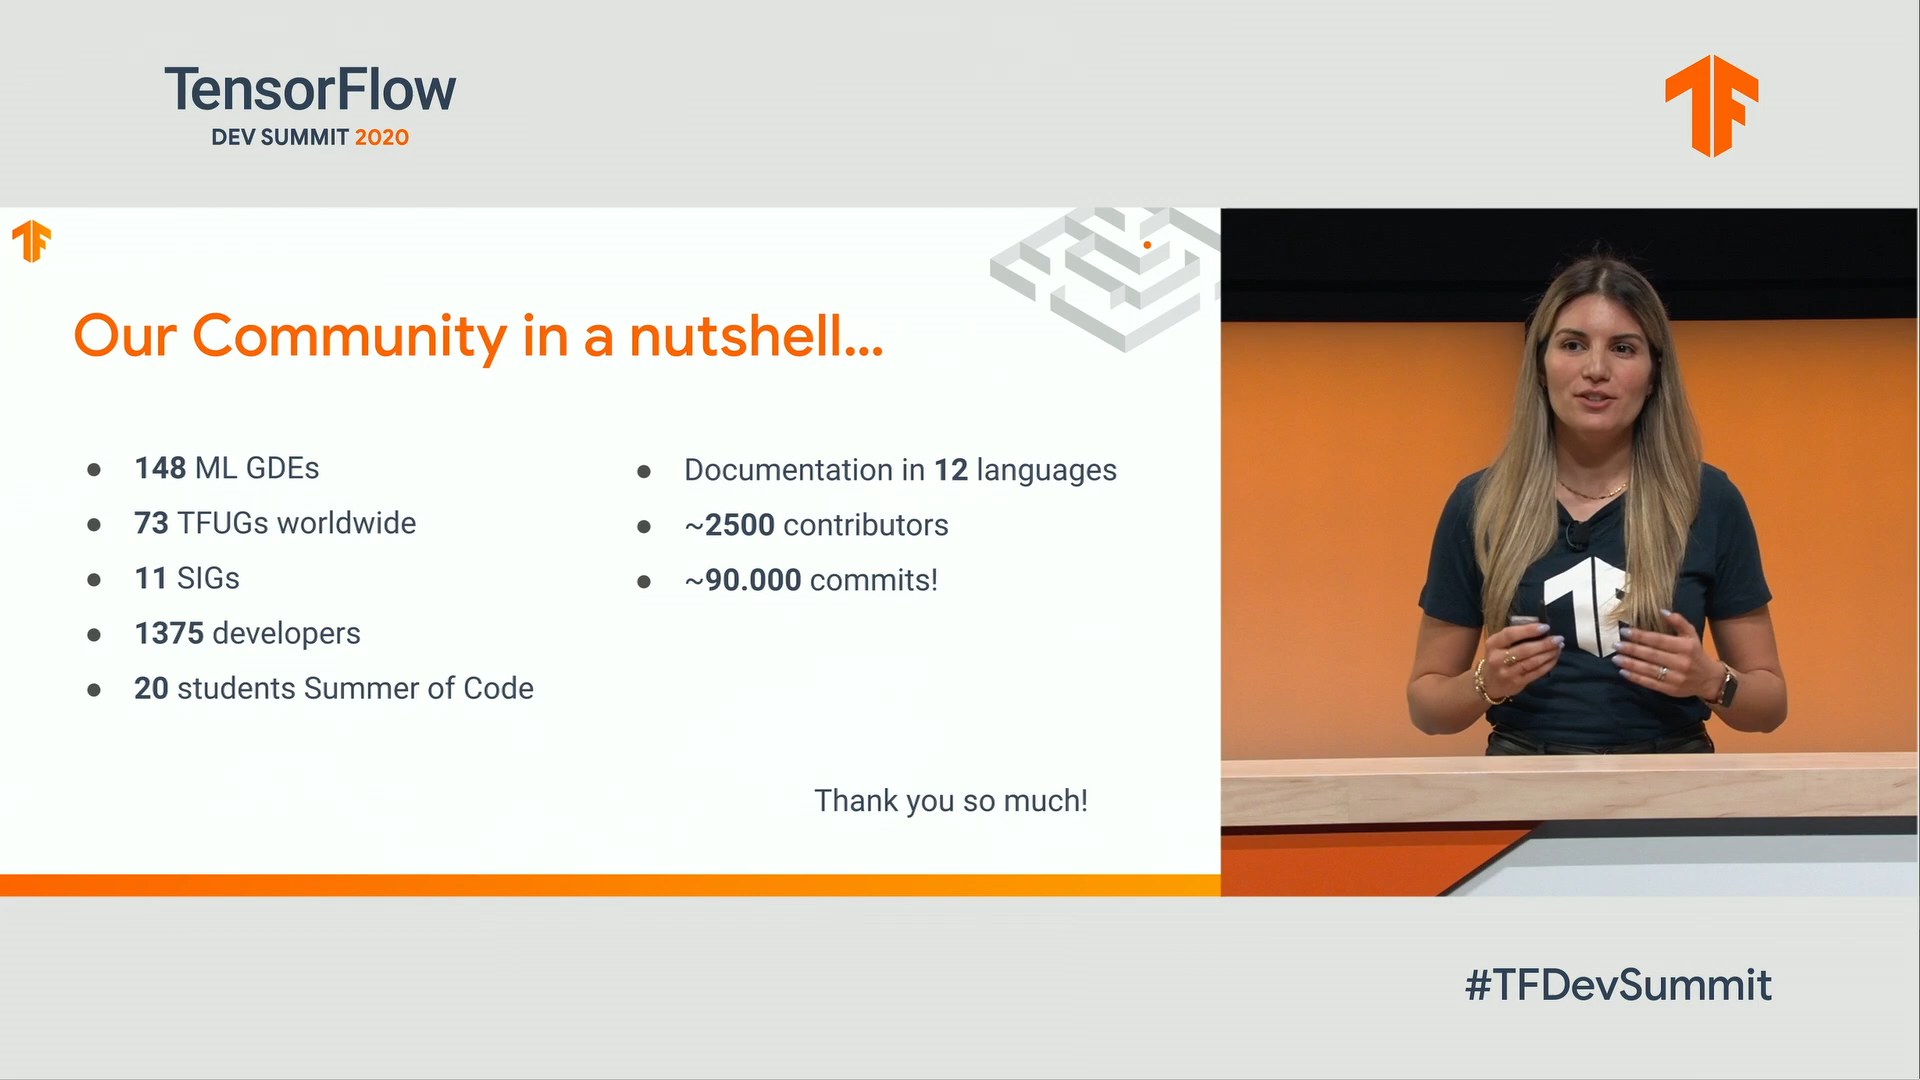 TensorFlow
DEV SUMMIT 2020
Our Community in a nutshell...
148 ML GDEs
73 TFUGs worldwide
11 SIGs
1375 developers
20 students Summer of Code
Documentation in 12 languages
~2500 contributors
~90.000 commits!
Thank you so much!
#TFDevSummit